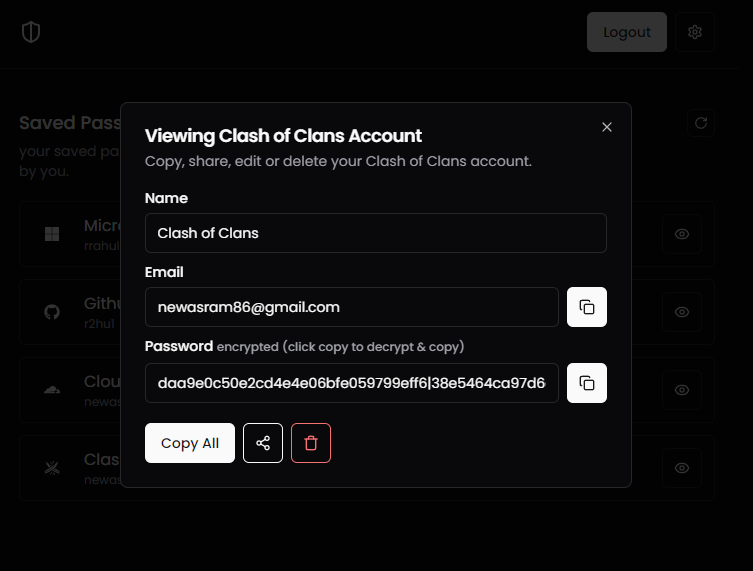 Logout
Saved Pass
your saved pa
by you.
Micro
rrahul
Githu
r2hu1
Clou
newas
Clas
newas
Viewing Clash of Clans Account
Copy, share, edit or delete your Clash of Clans account.
Name
Clash of Clans
Email
newasram86@gmail.com
Password encrypted (click copy to decrypt & copy)
daa9e0c50e2cd4e4e06bfe059799eff6|38e5464ca97d6
Copy All